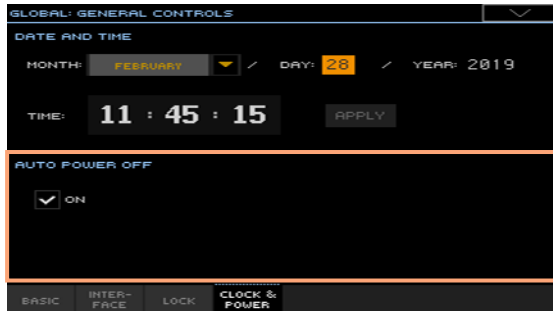 GLOBAL: GENERAL CONTROLS
DATE AND TIME
MONTH: FEBRUARY / DAY: 28 / YEAR: 2019
TIME: 11 : 45 : 15 APPLY
AUTO POWER OFF
ON
BASIC INTER-FACE LOCK CLOCK & POWER